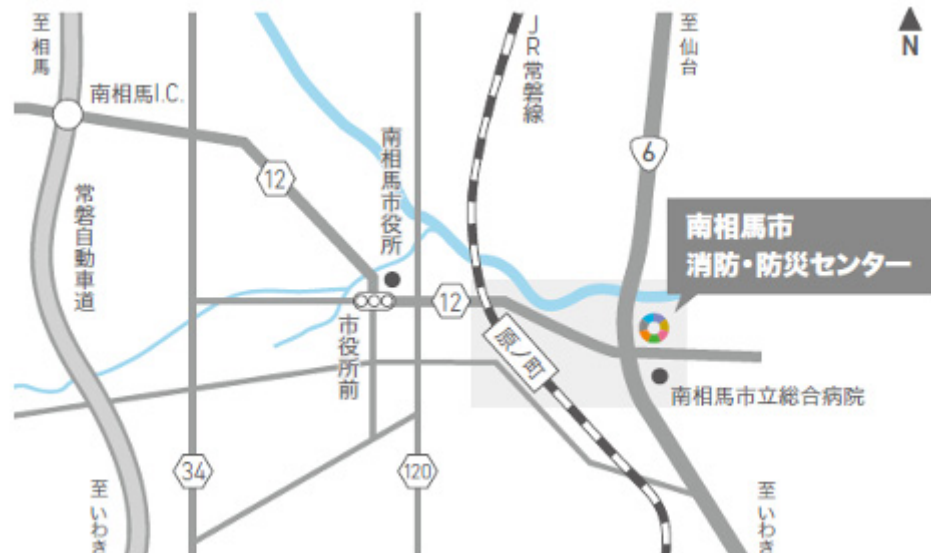 至 相馬
南相馬I.C.
常磐自動車道
12
南相馬市役所
JR常磐線
至 仙台
N
6
南相馬市
消防・防災センター
12
市役所前
原ノ町
南相馬市立総合病院
34
120
至 いわき
至 いわき